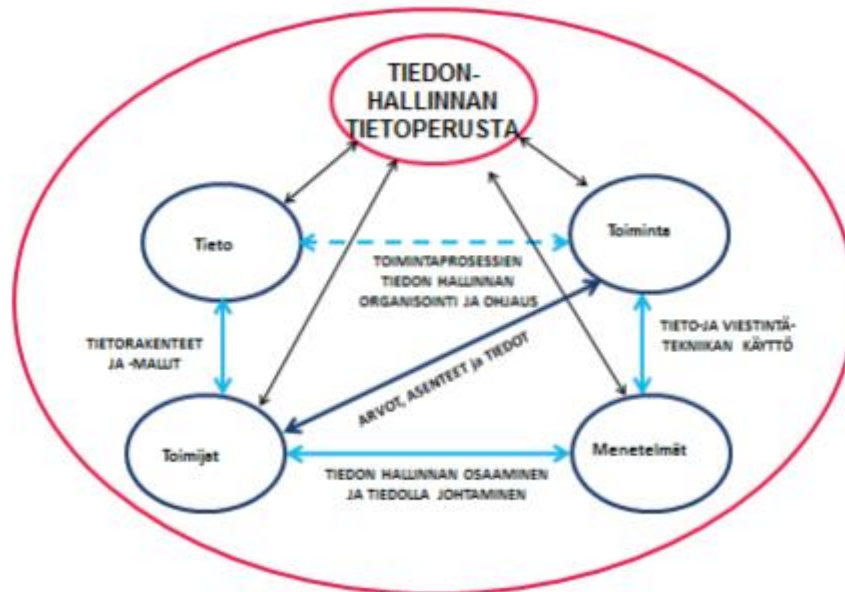 TIEDON-
HALLINNAN
TIETOPERUSTA
Tieto
Toiminta
TOIMINTAPROSESSIEN
TIEDON HALLINNAN
ORGANISOINTI JA OHJAUS
TIETORAKENTEET
JA -MALLIT
TIETO-JA VIESTINTÄ-
TEKNIIKAN KÄYTTÖ
ARVOT, ASENTEET ja TIEDOT
Toimijat
Menetelmät
TIEDON HALLINNAN OSAAMINEN
JA TIEDOLLA JOHTAMINEN